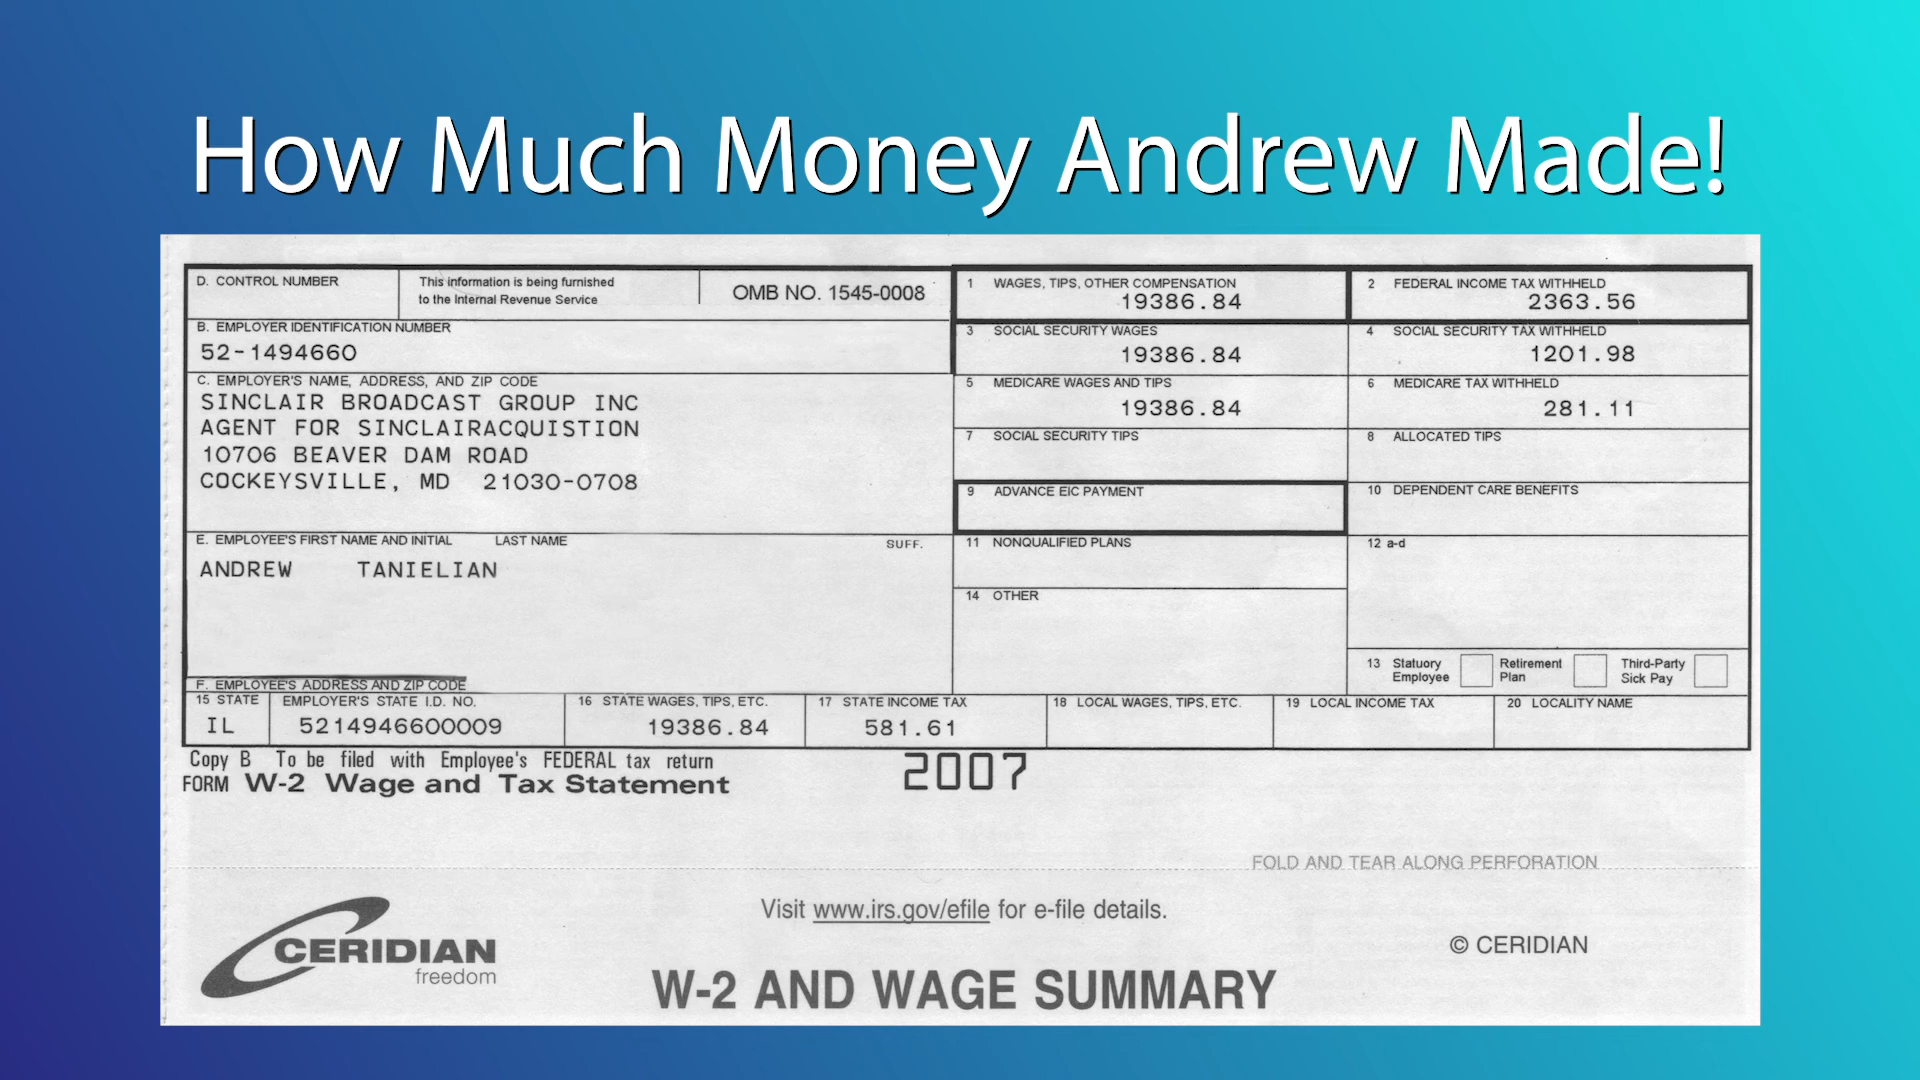 How Much Money Andrew Made!
D. CONTROL NUMBER
This information is being furnished
to the Internal Revenue Service
OMB NO. 1545-0008
1 WAGES, TIPS, OTHER COMPENSATION
19386.84
2 FEDERAL INCOME TAX WITHHELD
2363.56
B. EMPLOYER IDENTIFICATION NUMBER
52-1494660
3 SOCIAL SECURITY WAGES
19386.84
4 SOCIAL SECURITY TAX WITHHELD
1201.98
C. EMPLOYER'S NAME, ADDRESS, AND ZIP CODE
SINCLAIR BROADCAST GROUP INC
AGENT FOR SINCLAIRACQUISTION
10706 BEAVER DAM ROAD
COCKEYSVILLE, MD 21030-0708
5 MEDICARE WAGES AND TIPS
19386.84
6 MEDICARE TAX WITHHELD
281.11
7 SOCIAL SECURITY TIPS
8 ALLOCATED TIPS
9 ADVANCE EIC PAYMENT
10 DEPENDENT CARE BENEFITS
E. EMPLOYEE'S FIRST NAME AND INITIAL LAST NAME SUFF.
ANDREW TANIELIAN
11 NONQUALIFIED PLANS
12 a-d
14 OTHER
13 Statuory Employee
Retirement Plan
Third-Party Sick Pay
F. EMPLOYEE'S ADDRESS AND ZIP CODE
15 STATE
IL
EMPLOYER'S STATE I.D. NO.
5214946600009
16 STATE WAGES, TIPS, ETC.
19386.84
17 STATE INCOME TAX
581.61
18 LOCAL WAGES, TIPS, ETC.
19 LOCAL INCOME TAX
20 LOCALITY NAME
Copy B To be filed with Employee's FEDERAL tax return
FORM W-2 Wage and Tax Statement
2007
FOLD AND TEAR ALONG PERFORATION
CERIDIAN
freedom
Visit www.irs.gov/efile for e-file details.
© CERIDIAN
W-2 AND WAGE SUMMARY